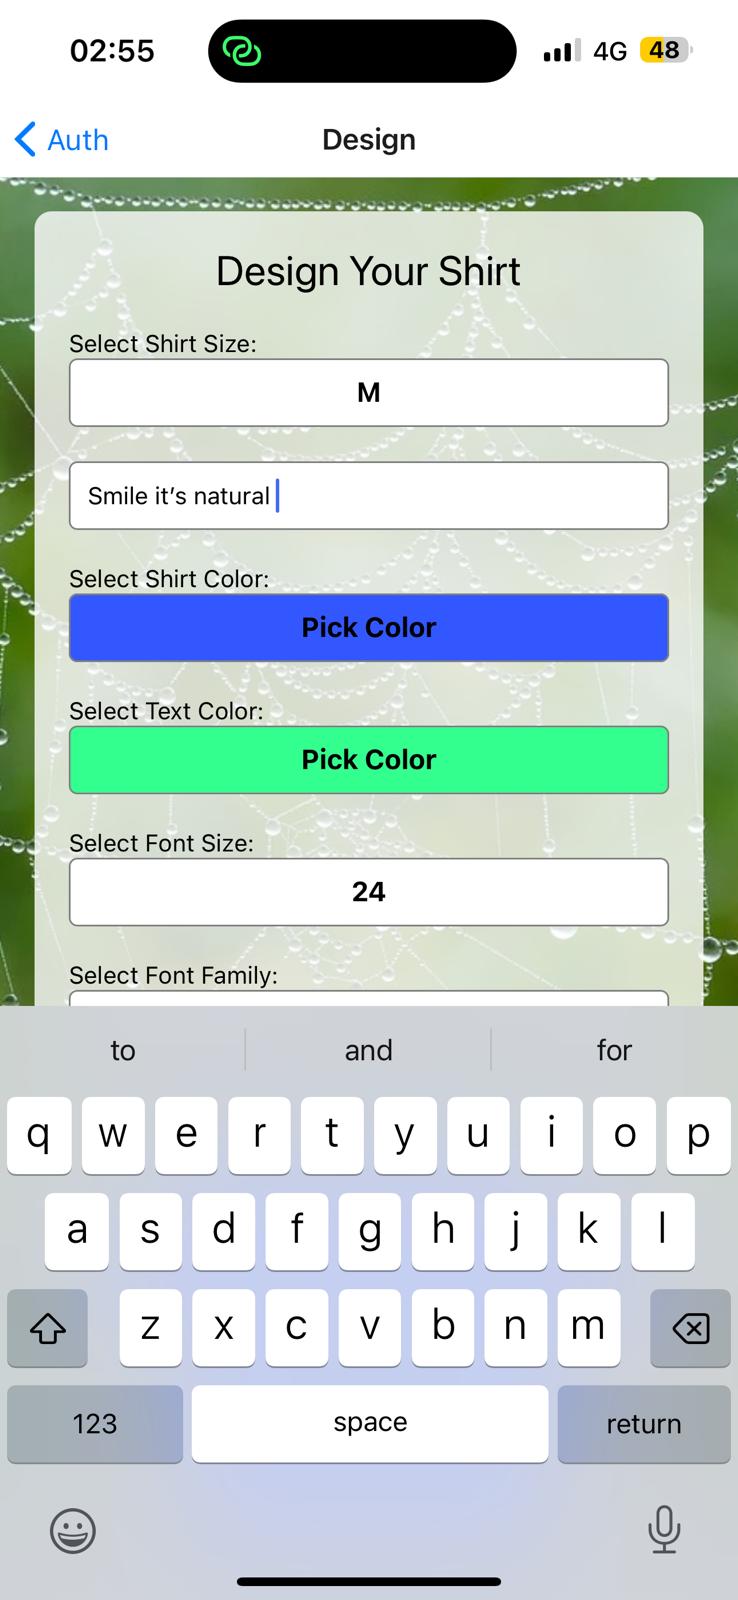 02:55 4G 48
Auth Design
Design Your Shirt
Select Shirt Size:
M
Smile it’s natural
Select Shirt Color:
Pick Color
Select Text Color:
Pick Color
Select Font Size:
24
Select Font Family:
to and for
q w e r t y u i o p
a s d f g h j k l
z x c v b n m
123 space return